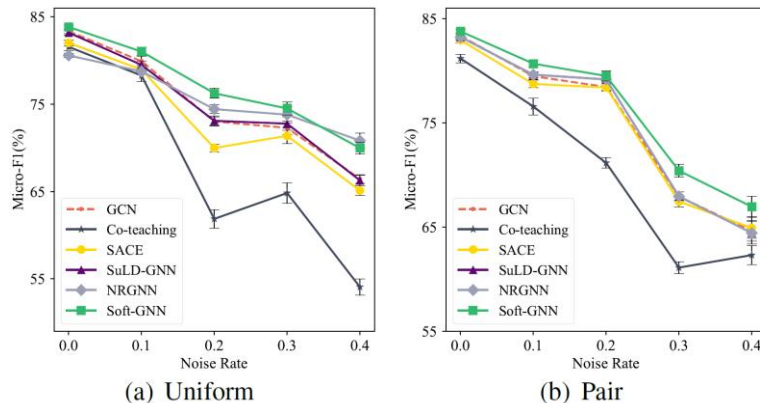 85
75
65
55
Micro-F1(%)
GCN
Co-teaching
SACE
SuLD-GNN
NRGNN
Soft-GNN
0.0 0.1 0.2 0.3 0.4
Noise Rate
(a) Uniform
85
75
65
55
Micro-F1(%)
GCN
Co-teaching
SACE
SuLD-GNN
NRGNN
Soft-GNN
0.0 0.1 0.2 0.3 0.4
Noise Rate
(b) Pair